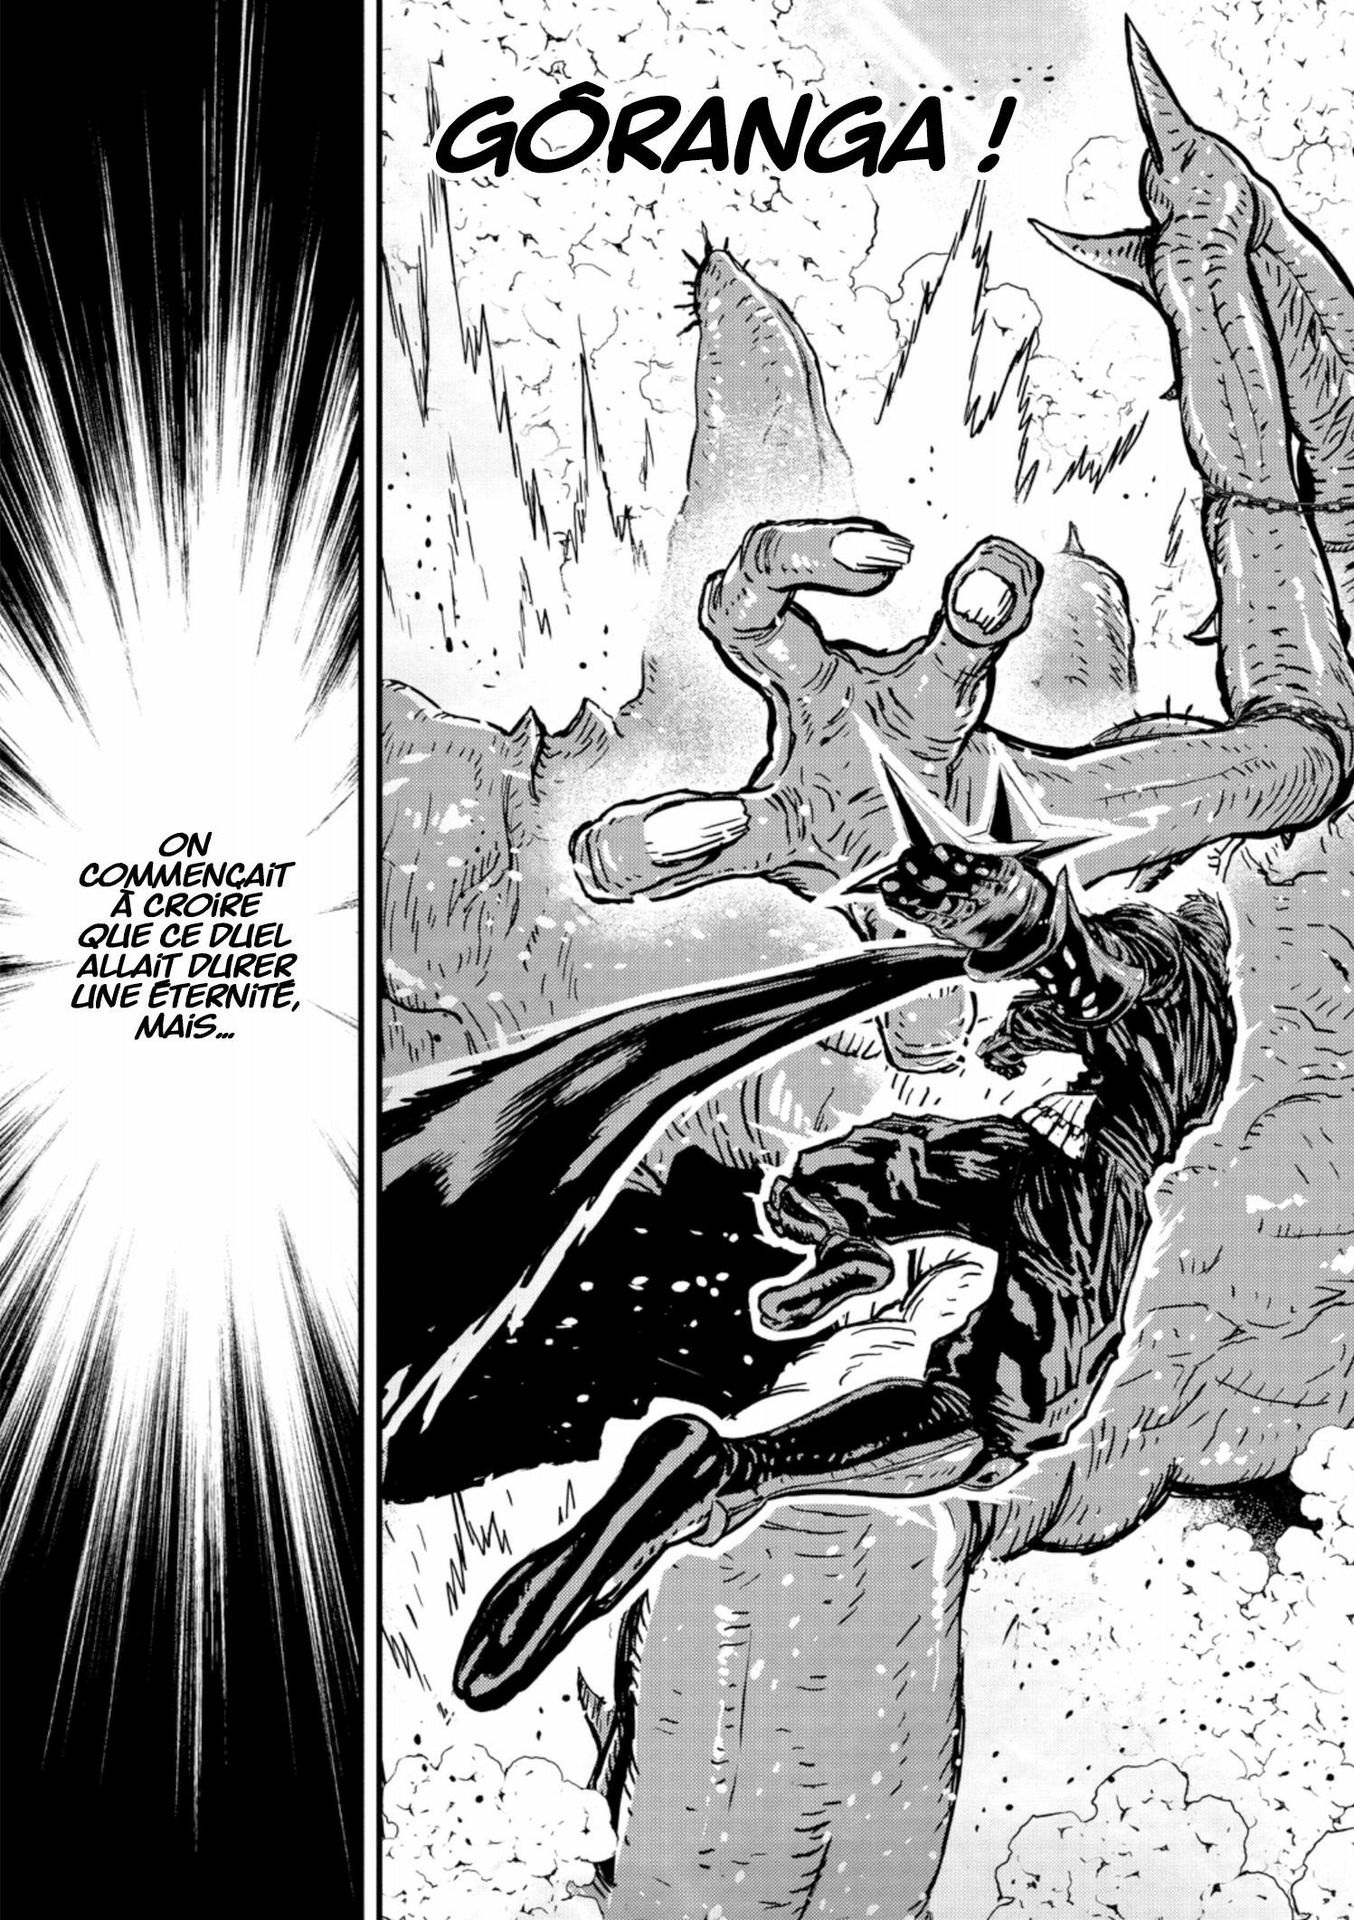 GÔRANGA !
ON
COMMENÇAIT
À CROIRE
QUE CE DUEL
ALLAIT DURER
UNE ÉTERNITÉ,
MAIS...